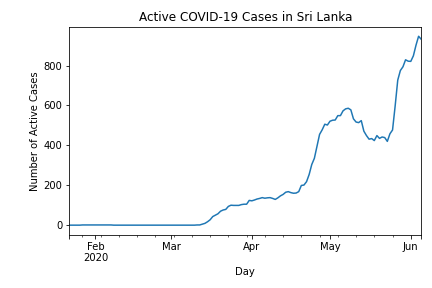 Active COVID-19 Cases in Sri Lanka
Number of Active Cases
800
600
400
200
0
Feb Mar Apr May Jun
2020
Day